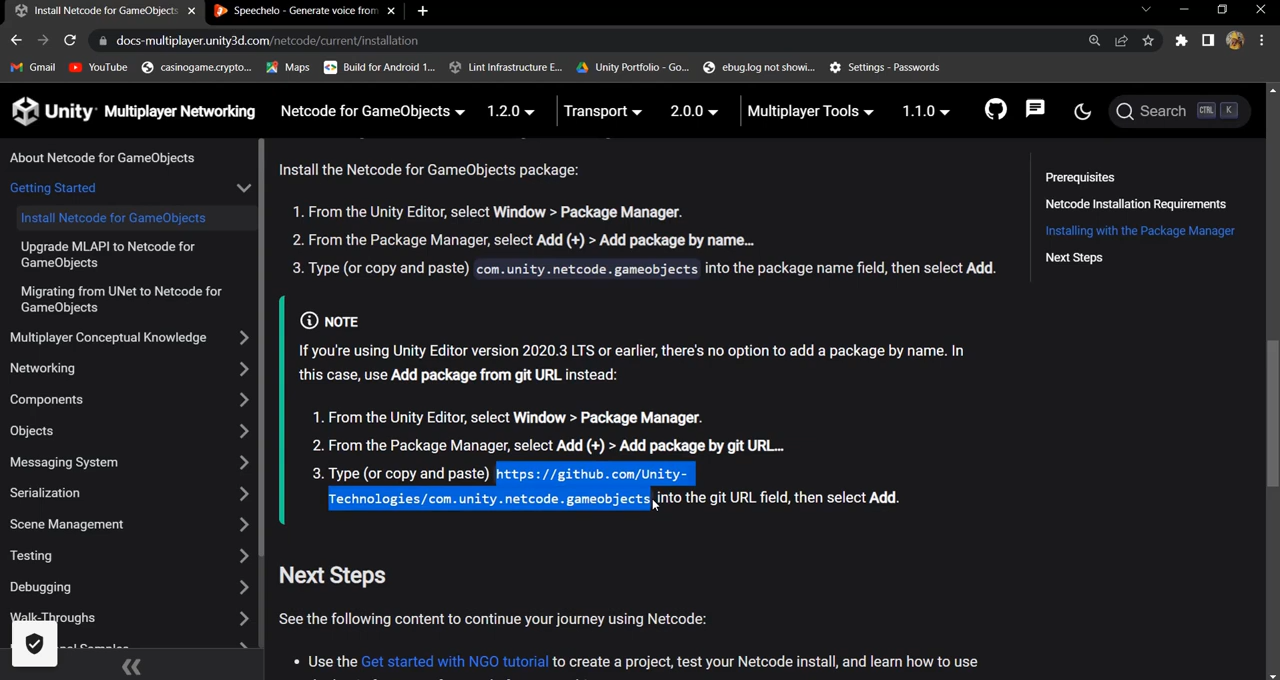 Install Netcode for GameObjects
Speechelo - Generate voice from
docs-multiplayer.unity3d.com/netcode/current/installation
Gmail YouTube casinogame.crypto... Maps Build for Android 1... Lint Infrastructure E... Unity Portfolio - Go... ebug.log not showi... Settings - Passwords
Unity Multiplayer Networking Netcode for GameObjects 1.2.0 Transport 2.0.0 Multiplayer Tools 1.1.0 Search CTRL K
About Netcode for GameObjects
Getting Started
Install Netcode for GameObjects
Upgrade MLAPI to Netcode for
GameObjects
Migrating from UNet to Netcode for
GameObjects
Multiplayer Conceptual Knowledge
Networking
Components
Objects
Messaging System
Serialization
Scene Management
Testing
Debugging
Walk-Throughs
Install the Netcode for GameObjects package:
1. From the Unity Editor, select Window > Package Manager.
2. From the Package Manager, select Add (+) > Add package by name...
3. Type (or copy and paste) com.unity.netcode.gameobjects into the package name field, then select Add.
NOTE
If you're using Unity Editor version 2020.3 LTS or earlier, there's no option to add a package by name. In
this case, use Add package from git URL instead:
1. From the Unity Editor, select Window > Package Manager.
2. From the Package Manager, select Add (+) > Add package by git URL...
3. Type (or copy and paste) https://github.com/Unity-
Technologies/com.unity.netcode.gameobjects into the git URL field, then select Add.
Next Steps
See the following content to continue your journey using Netcode:
• Use the Get started with NGO tutorial to create a project, test your Netcode install, and learn how to use
Prerequisites
Netcode Installation Requirements
Installing with the Package Manager
Next Steps